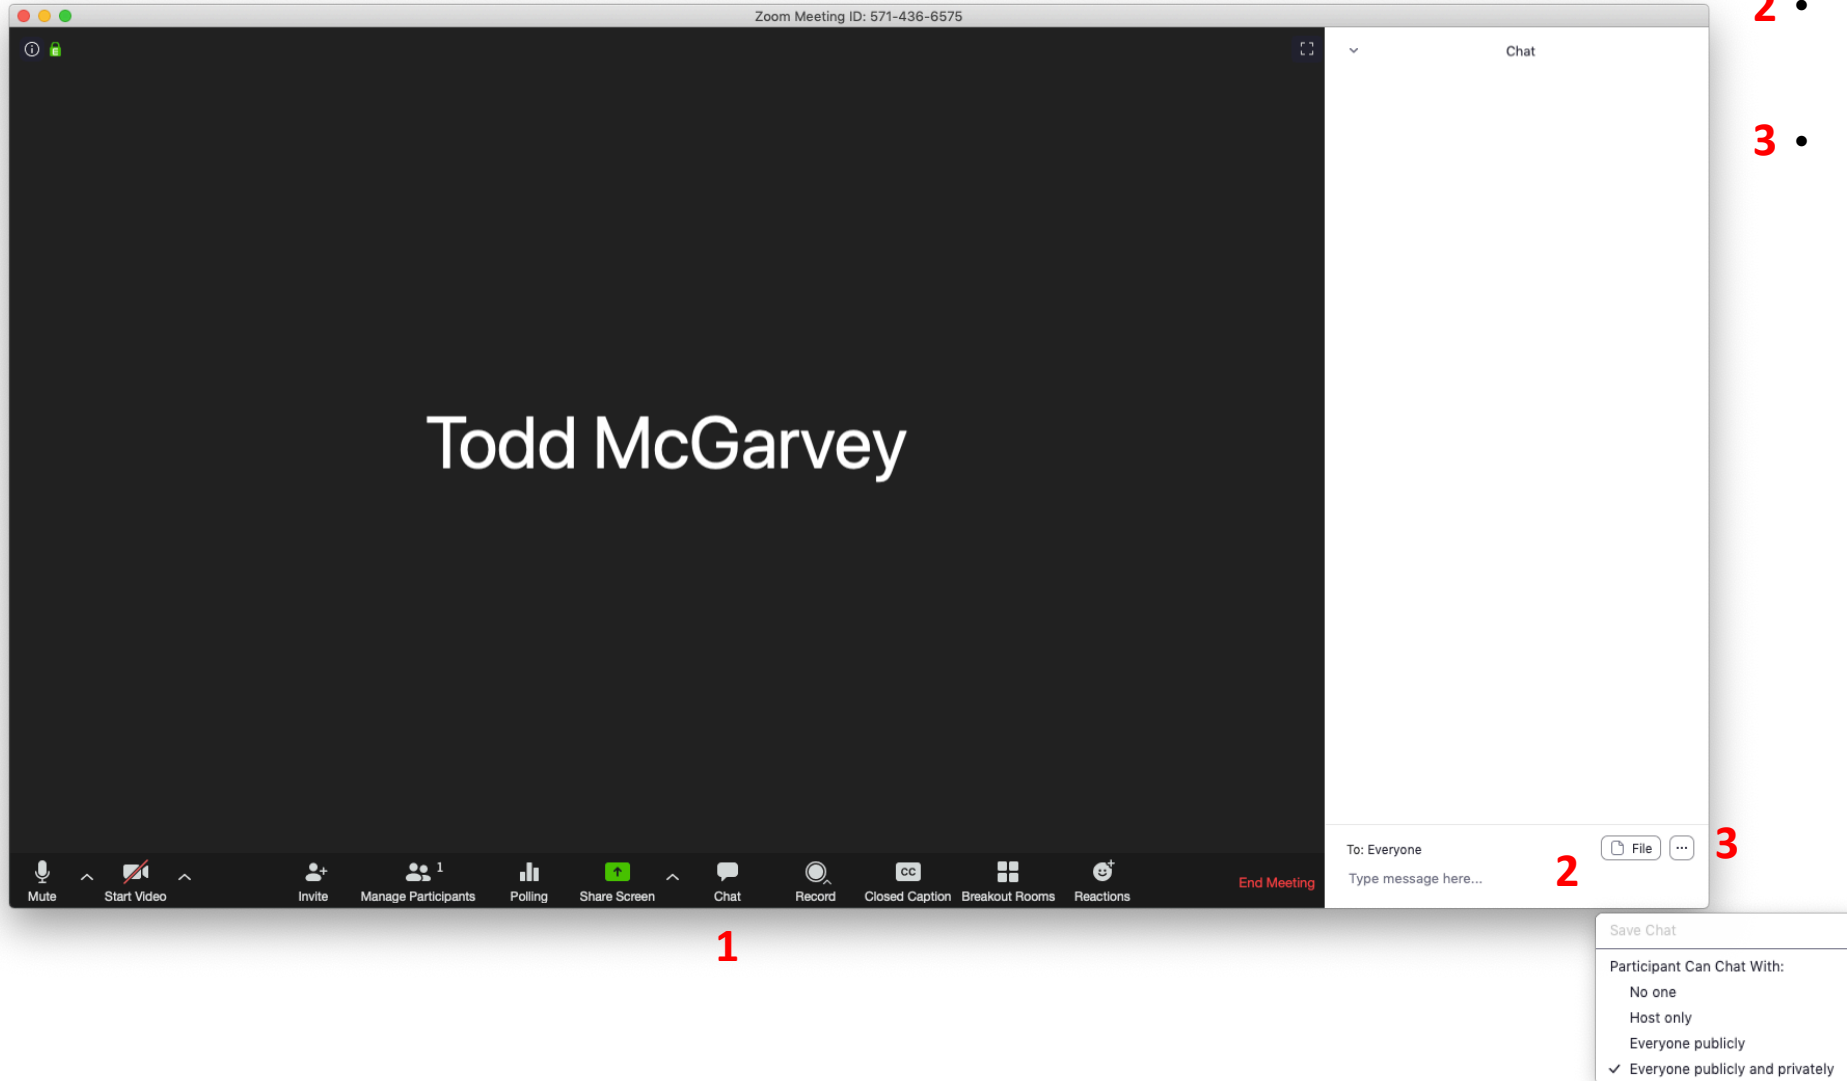 Zoom Meeting ID: 571-436-6575
2 •
Chat
3 •
Todd McGarvey
To: Everyone
File
3
Type message here...
2
1
Mute
Start Video
Invite
Manage Participants
Polling
Share Screen
Chat
Record
CC
Closed Caption
Breakout Rooms
Reactions
End Meeting
1
Save Chat
Participant Can Chat With:
No one
Host only
Everyone publicly
✓ Everyone publicly and privately